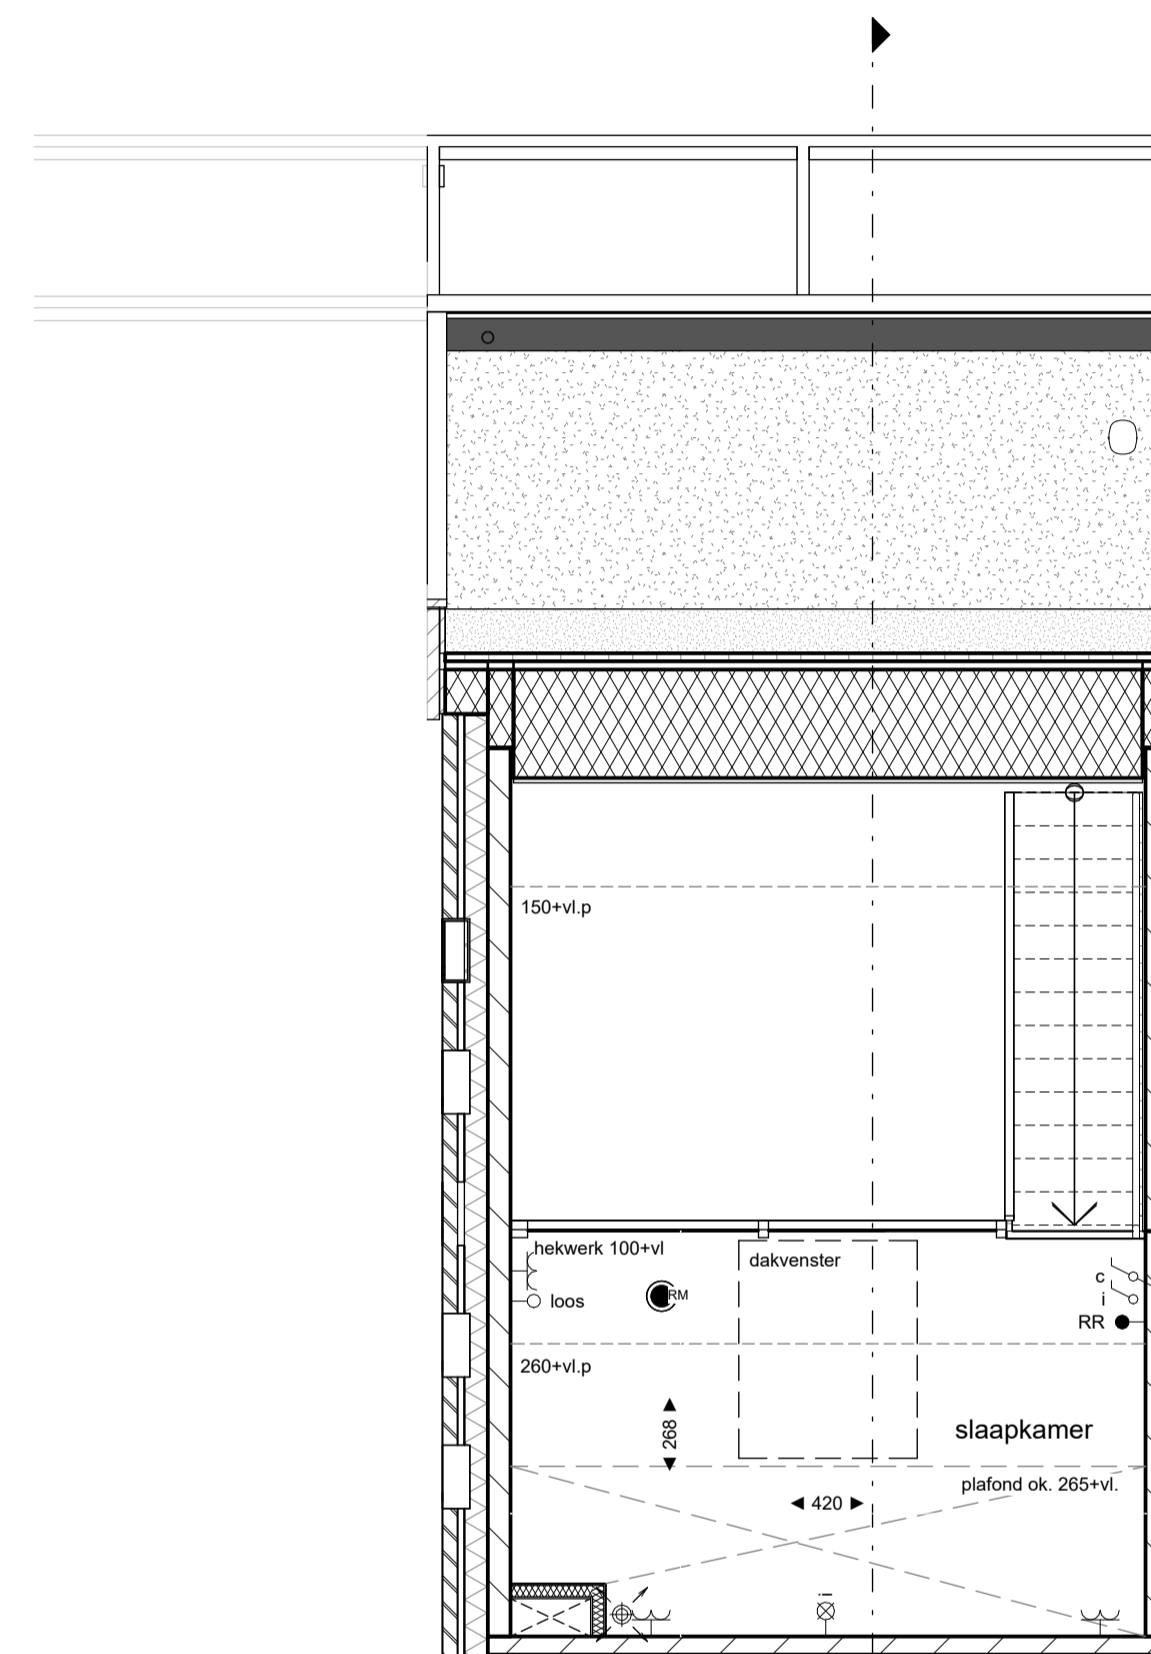 150+vl.p
hekwerk 100+vl
dakvenster
c
loos
RM
i
RR
260+vl.p
268
slaapkamer
plafond ok. 265+vl.
420
i